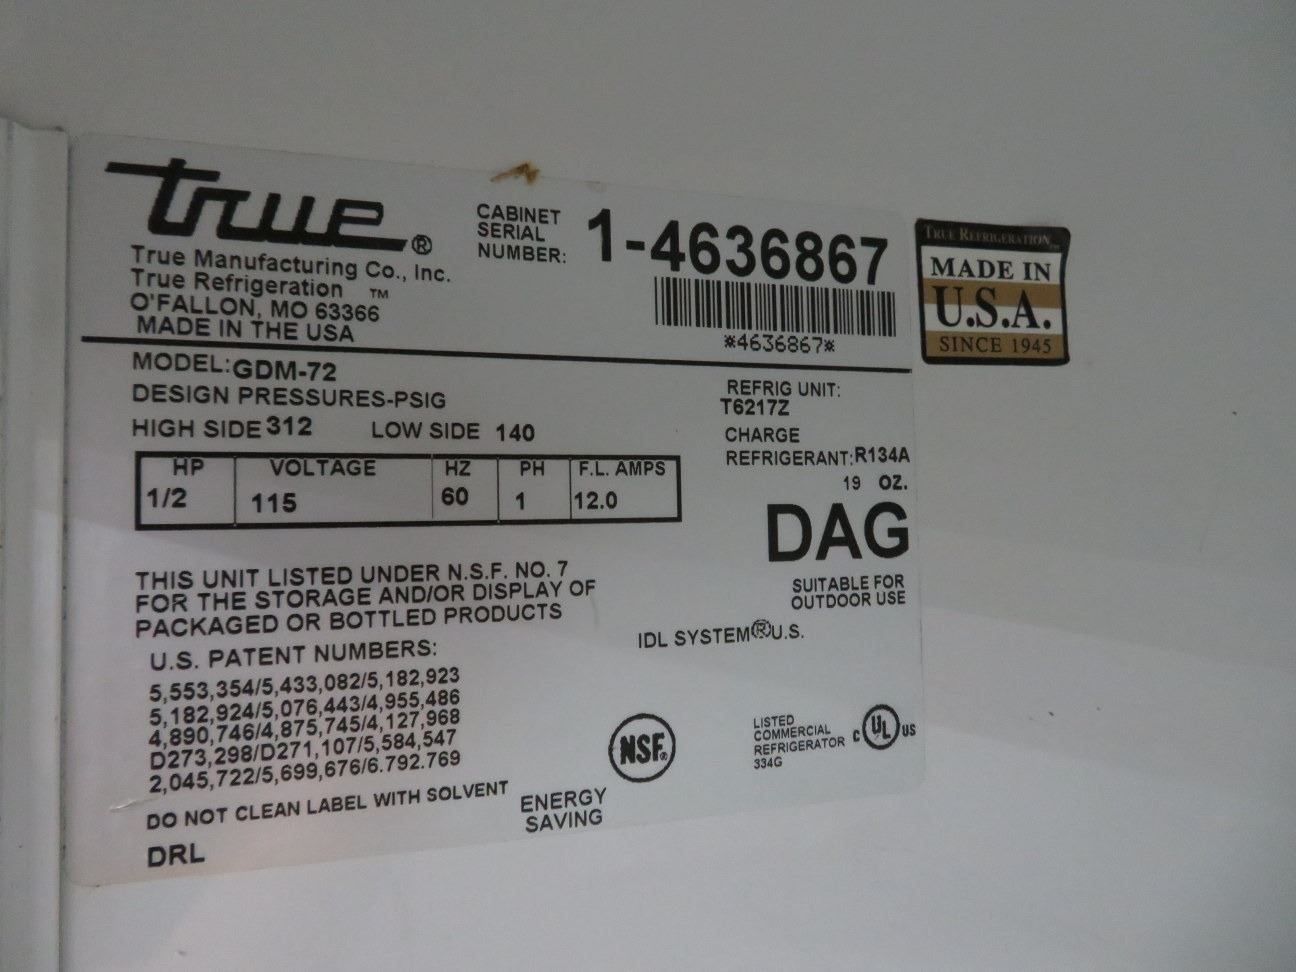 true®
True Manufacturing Co., Inc.
True Refrigeration ™
O'FALLON, MO 63366
MADE IN THE USA
CABINET
SERIAL
NUMBER: 1-4636867
*4636867*
TRUE REFRIGERATION™
MADE IN
U.S.A.
SINCE 1945
MODEL:GDM-72
DESIGN PRESSURES-PSIG
HIGH SIDE 312 LOW SIDE 140
REFRIG UNIT:
T6217Z
CHARGE
REFRIGERANT:R134A
19 OZ.
HP VOLTAGE HZ PH F.L. AMPS
1/2 115 60 1 12.0
DAG
SUITABLE FOR
OUTDOOR USE
THIS UNIT LISTED UNDER N.S.F. NO. 7
FOR THE STORAGE AND/OR DISPLAY OF
PACKAGED OR BOTTLED PRODUCTS
IDL SYSTEM®U.S.
U.S. PATENT NUMBERS:
5,553,354/5,433,082/5,182,923
5,182,924/5,076,443/4,955,486
4,890,746/4,875,745/4,127,968
D273,298/D271,107/5,584,547
2,045,722/5,699,676/6.792.769
NSF®
LISTED
COMMERCIAL
REFRIGERATOR
334G
C UL US
DO NOT CLEAN LABEL WITH SOLVENT
ENERGY
SAVING
DRL